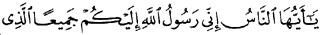 يَٰٓأَيُّهَا ٱلنَّاسُ إِنِّي رَسُولُ ٱللَّهِ إِلَيۡكُمۡ جَمِيعًا ٱلَّذِي